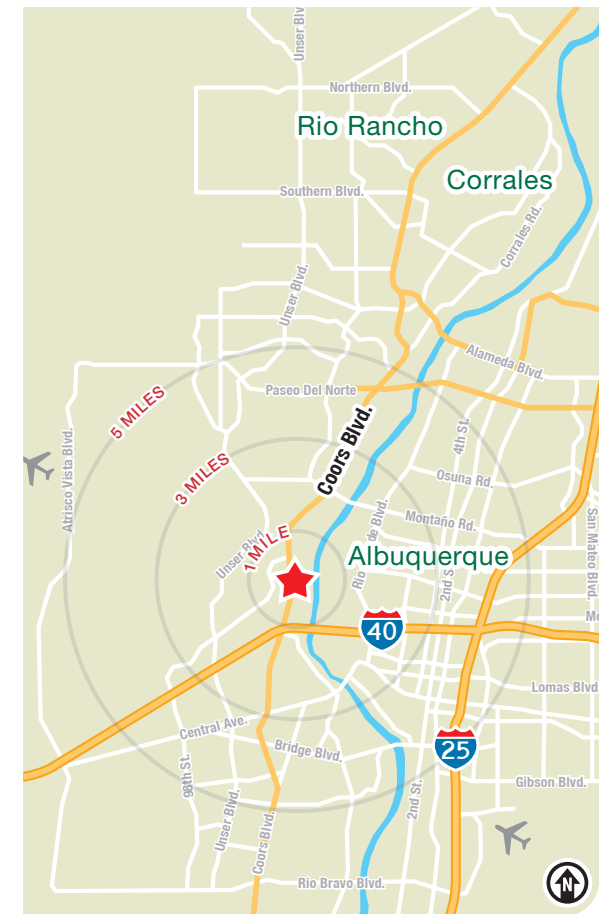 Unser Blv
Northern Blvd.
Rio Rancho
Corrales
Southern Blvd.
Corrales Rd.
Unser Blvd.
Alameda Blvd.
Paseo Del Norte
5 MILES
Coors Blvd.
4th St.
Atrisco Vista Blvd.
3 MILES
Osuna Rd.
Montaño Rd.
San Mateo Blvd.
Unser Blvd.
1 MILE
Rio
de Blvd.
Albuquerque
2nd S
40
Lomas Blvd
Central Ave.
Bridge Blvd.
25
98th St.
Gibson Blvd.
2nd St.
Unser Blvd.
Coors Blvd.
Rio Bravo Blvd.
N